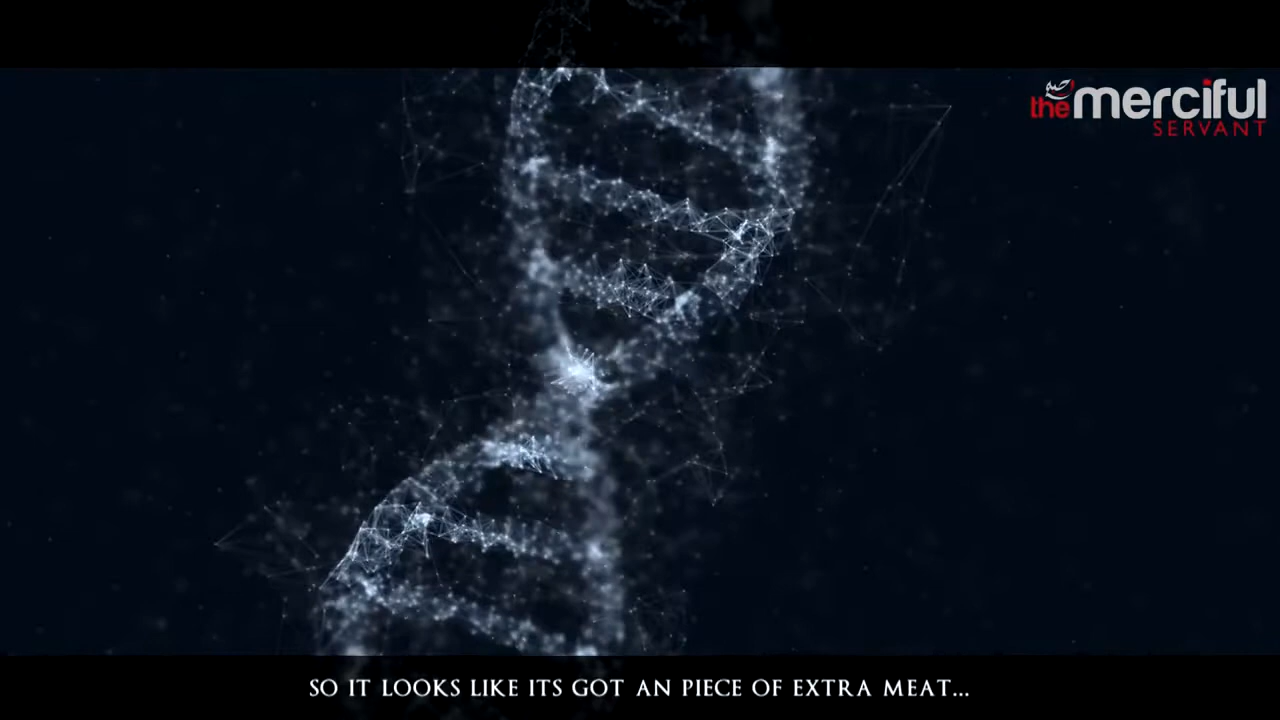 the merciful
SERVANT
SO IT LOOKS LIKE ITS GOT AN PIECE OF EXTRA MEAT...